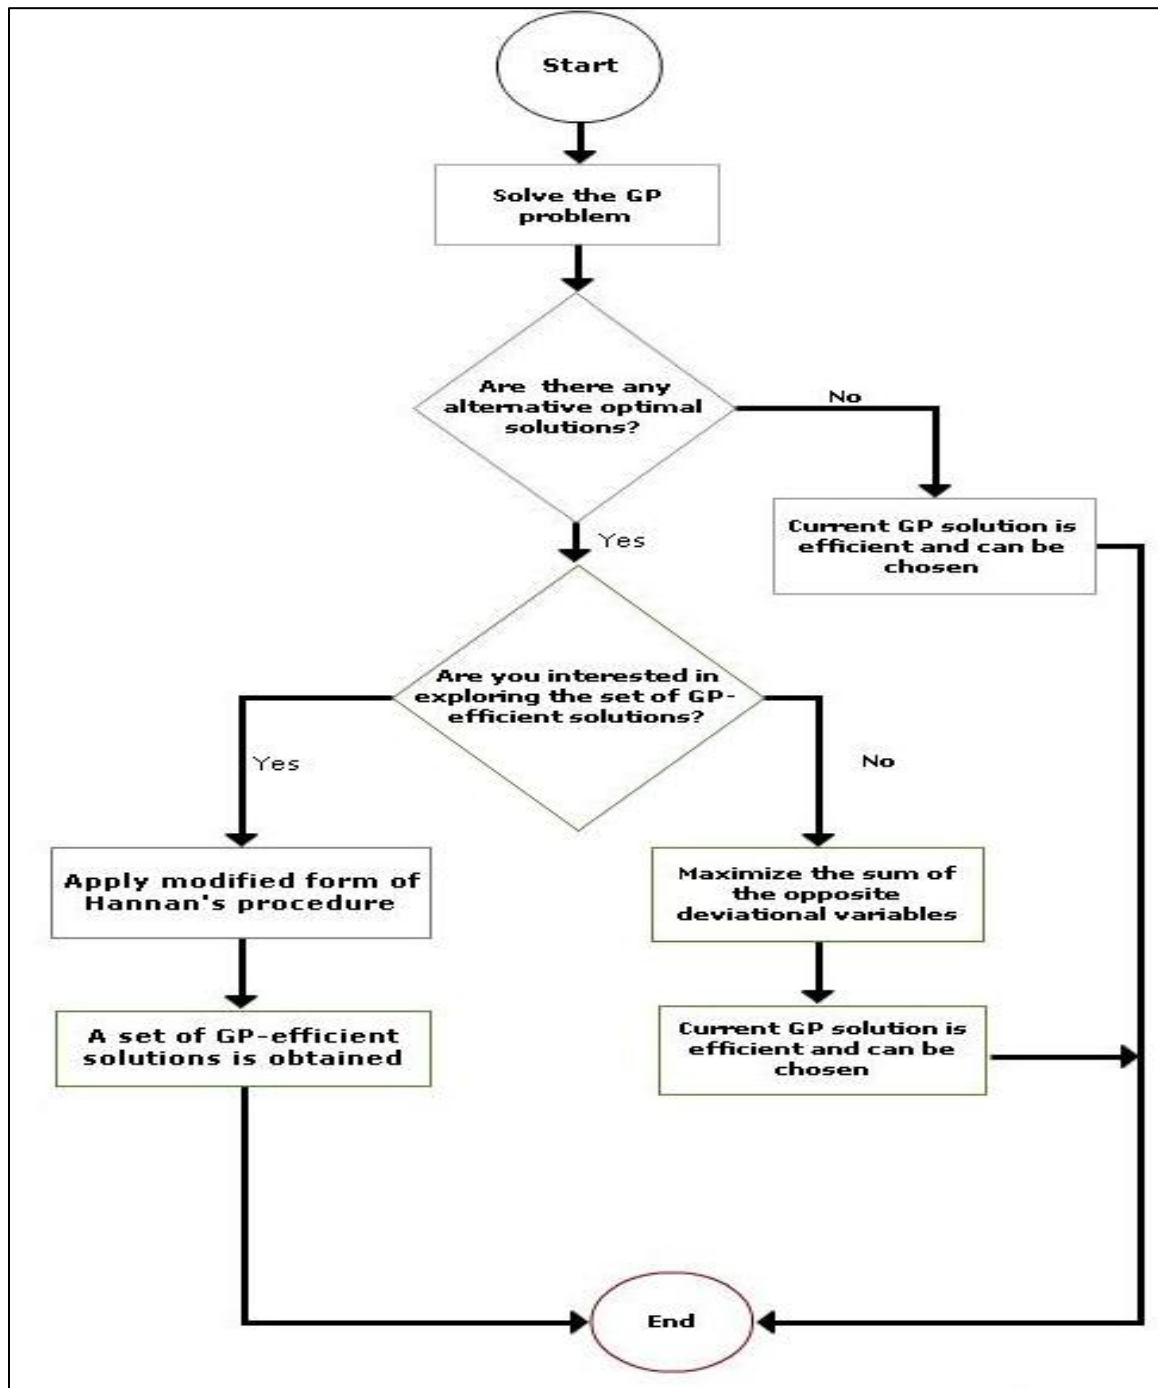 Start
Solve the GP
problem
Are there any
alternative optimal
solutions?
No
Current GP solution is
efficient and can be
chosen
Yes
Are you interested in
exploring the set of GP-
efficient solutions?
Yes
No
Apply modified form of
Hannan's procedure
Maximize the sum of
the opposite
deviational variables
A set of GP-efficient
solutions is obtained
Current GP solution is
efficient and can be
chosen
End